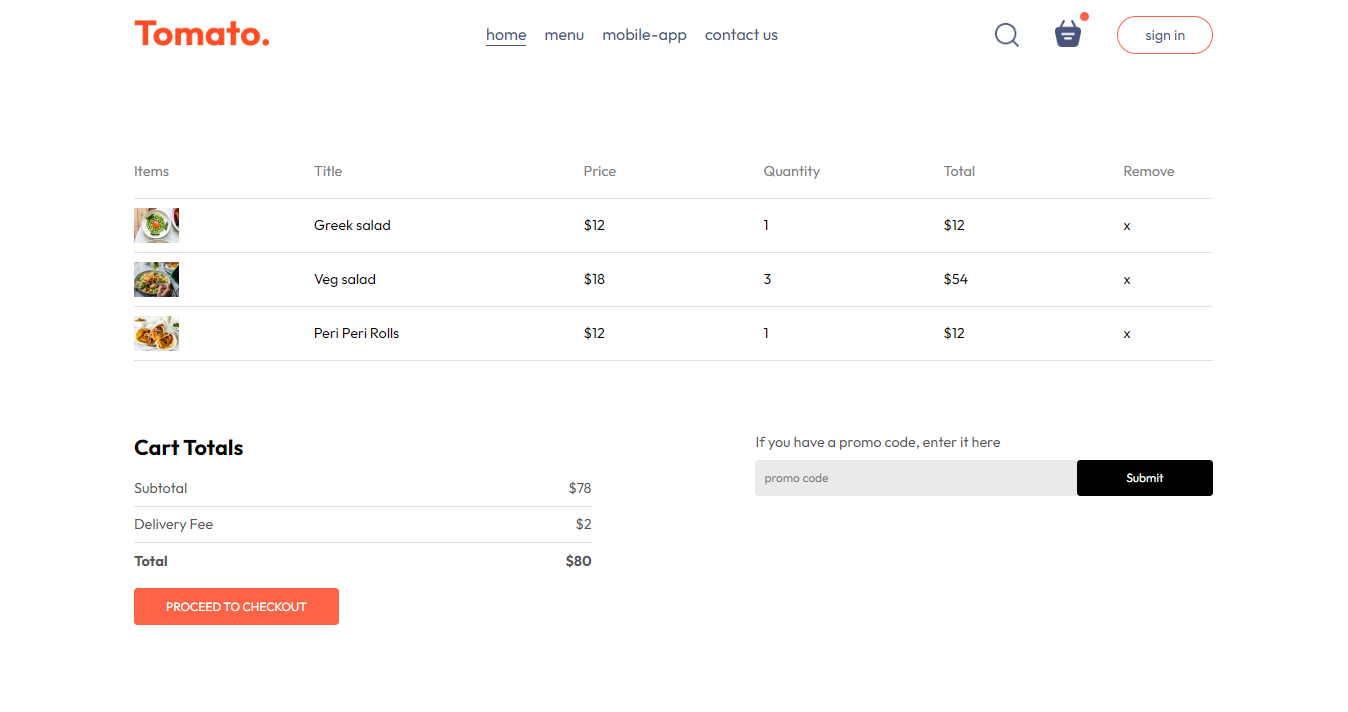 Tomato.
home menu mobile-app contact us
sign in
Items Title Price Quantity Total Remove
Greek salad $12 1 $12 x
Veg salad $18 3 $54 x
Peri Peri Rolls $12 1 $12 x
Cart Totals
Subtotal $78
Delivery Fee $2
Total $80
PROCEED TO CHECKOUT
If you have a promo code, enter it here
promo code Submit